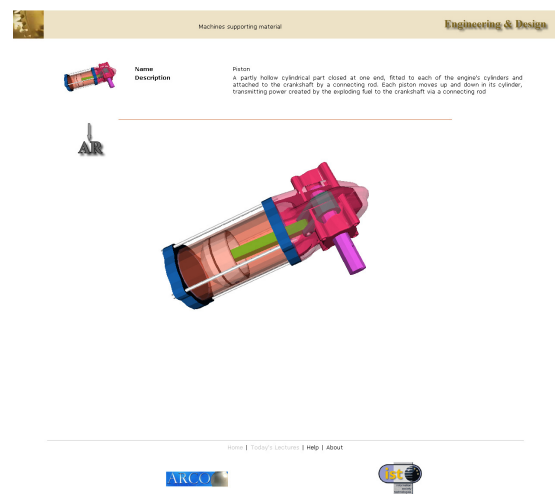 Machines supporting material
Engineering & Design
Name Piston
Description A partly hollow cylindrical part closed at one end, fitted to each of the engine's cylinders and
attached to the crankshaft by a connecting rod. Each piston moves up and down in its cylinder,
transmitting power created by the exploding fuel to the crankshaft via a connecting rod
AR
Home | Today's Lectures | Help | About
ARCO
ist